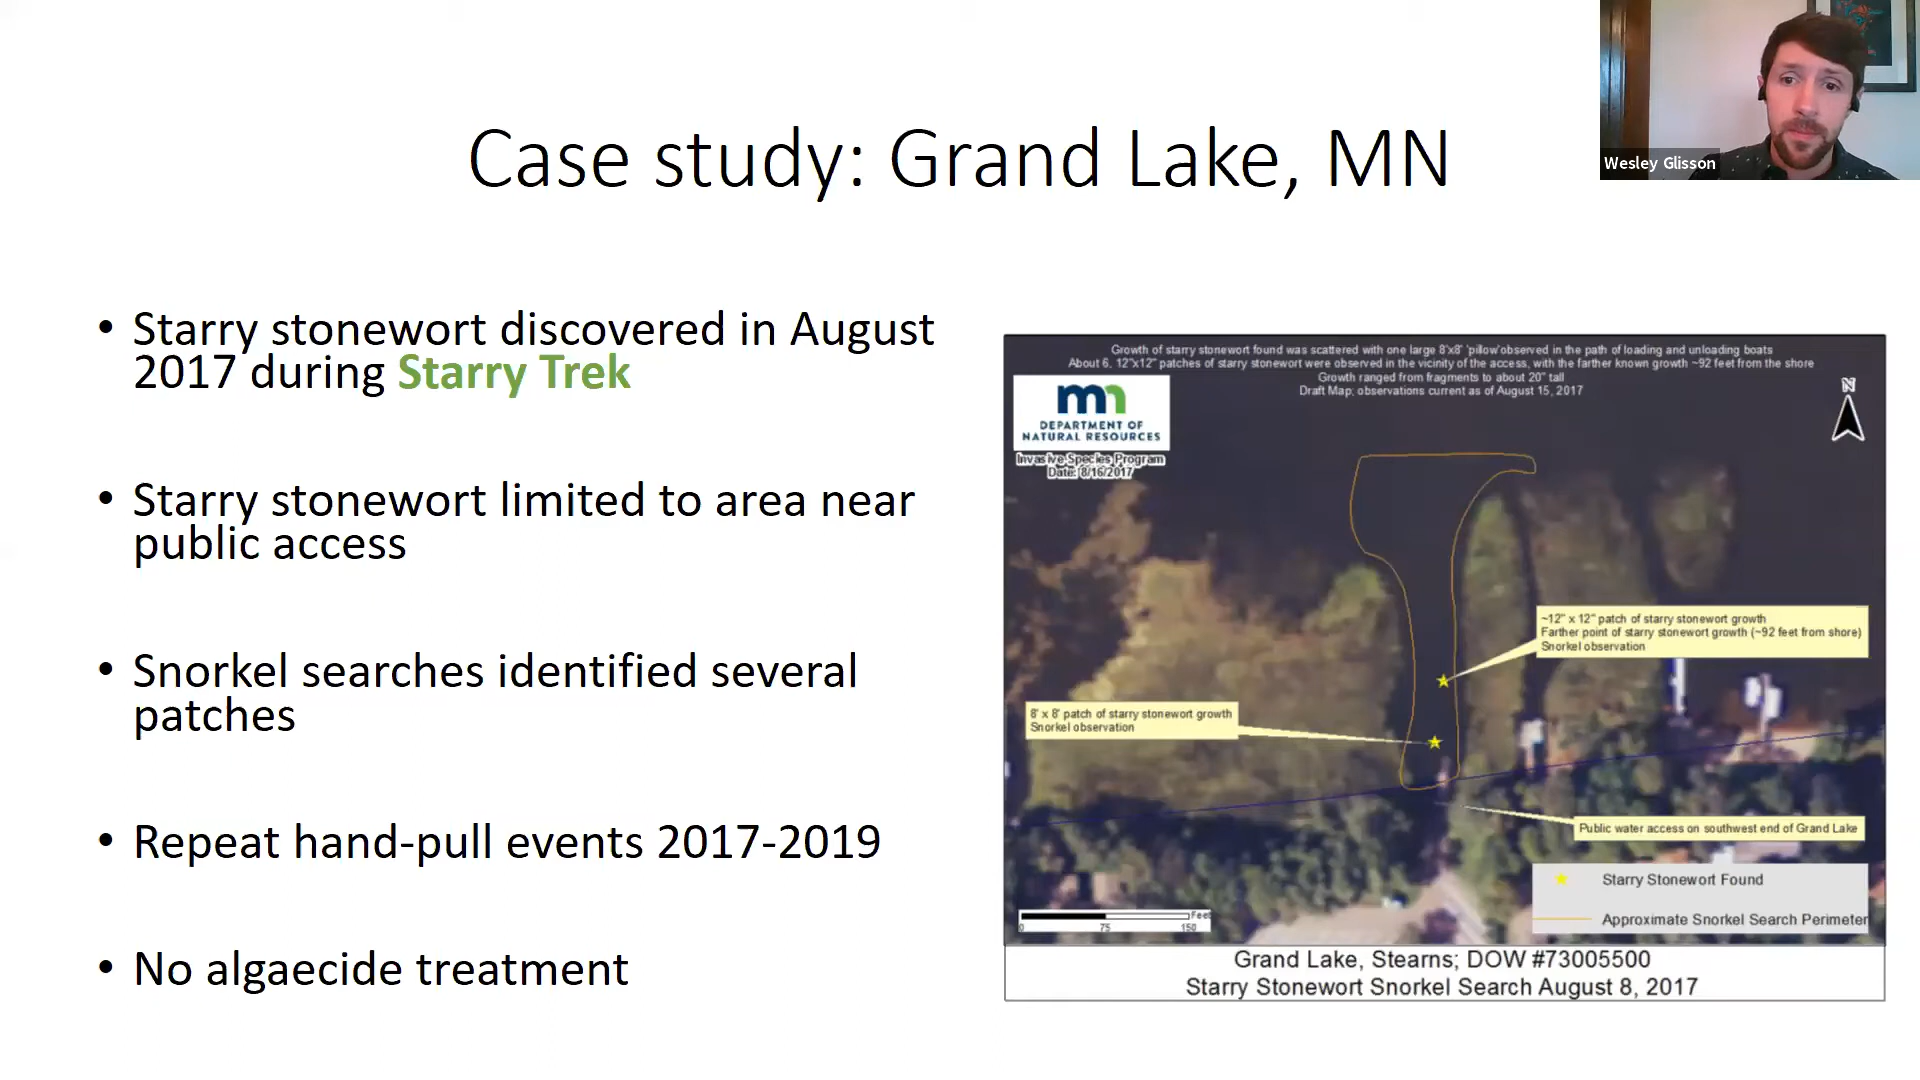 Wesley Glisson
Case study: Grand Lake, MN
• Starry stonewort discovered in August
2017 during Starry Trek
• Starry stonewort limited to area near
public access
• Snorkel searches identified several
patches
• Repeat hand-pull events 2017-2019
• No algaecide treatment
Growth of starry stonewort found was scattered with one large 8'x8' 'pillow' observed in the path of loading and unloading boats
About 6, 12"x12" patches of starry stonewort were observed in the vicinity of the access, with the farther known growth ~92 feet from the shore
Growth ranged from fragments to about 20" tall
Draft Map; observations current as of August 15, 2017
mn
DEPARTMENT OF
NATURAL RESOURCES
Invasive Species Program
Date: 8/16/2017
N
~12" x 12" patch of starry stonewort growth
Farther point of starry stonewort growth (~92 feet from shore)
Snorkel observation
8' x 8' patch of starry stonewort growth
Snorkel observation
Public water access on southwest end of Grand Lake
Starry Stonewort Found
Approximate Snorkel Search Perimeter
Feet
0 75 150
Grand Lake, Stearns; DOW #73005500
Starry Stonewort Snorkel Search August 8, 2017